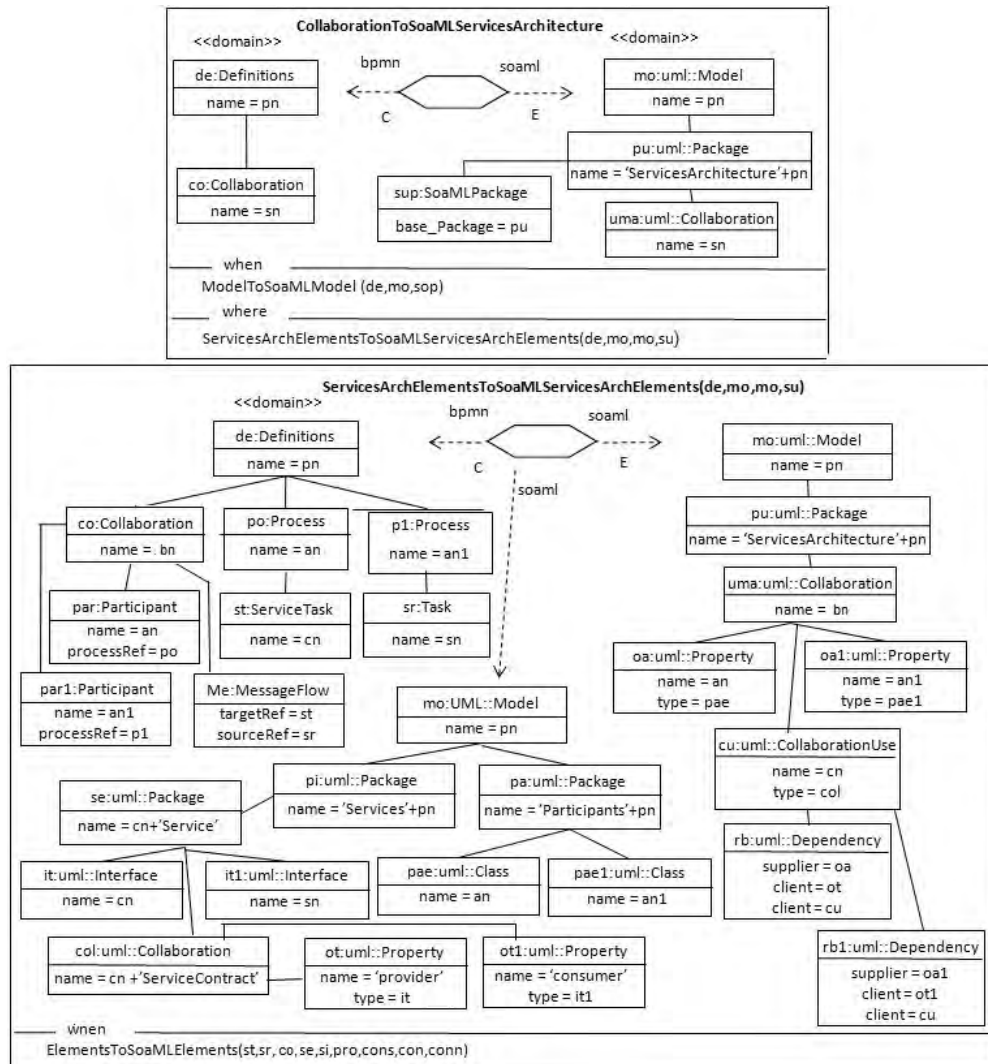 CollaborationToSoaMLServicesArchitecture
<<domain>>
<<domain>>
bpmn
soaml
de:Definitions
name = pn
C
E
mo:uml::Model
name = pn
pu:uml::Package
name = 'ServicesArchitecture'+pn
co:Collaboration
name = sn
sup:SoaMLPackage
base_Package = pu
uma:uml::Collaboration
name = sn
when
ModelToSoaMLModel (de,mo,sop)
where
ServicesArchElementsToSoaMLServicesArchElements(de,mo,mo,su)
ServicesArchElementsToSoaMLServicesArchElements(de,mo,mo,su)
<<domain>>
bpmn
soaml
de:Definitions
name = pn
C
E
soaml
mo:uml::Model
name = pn
co:Collaboration
name = bn
po:Process
name = an
p1:Process
name = an1
pu:uml::Package
name = 'ServicesArchitecture'+pn
uma:uml::Collaboration
name = bn
par:Participant
name = an
processRef = po
st:ServiceTask
name = cn
sr:Task
name = sn
oa:uml::Property
name = an
type = pae
oa1:uml::Property
name = an1
type = pae1
par1:Participant
name = an1
processRef = p1
Me:MessageFlow
targetRef = st
sourceRef = sr
mo:UML::Model
name = pn
cu:uml::CollaborationUse
name = cn
type = col
se:uml::Package
name = cn+'Service'
pi:uml::Package
name = 'Services'+pn
pa:uml::Package
name = 'Participants'+pn
rb:uml::Dependency
supplier = oa
client = ot
client = cu
it:uml::Interface
name = cn
it1:uml::Interface
name = sn
pae:uml::Class
name = an
pae1:uml::Class
name = an1
col:uml::Collaboration
name = cn +'ServiceContract'
ot:uml::Property
name = 'provider'
type = it
ot1:uml::Property
name = 'consumer'
type = it1
rb1:uml::Dependency
supplier = oa1
client = ot1
client = cu
when
ElementsToSoaMLElements(st,sr, co,se,si,pro,cons,con,conn)